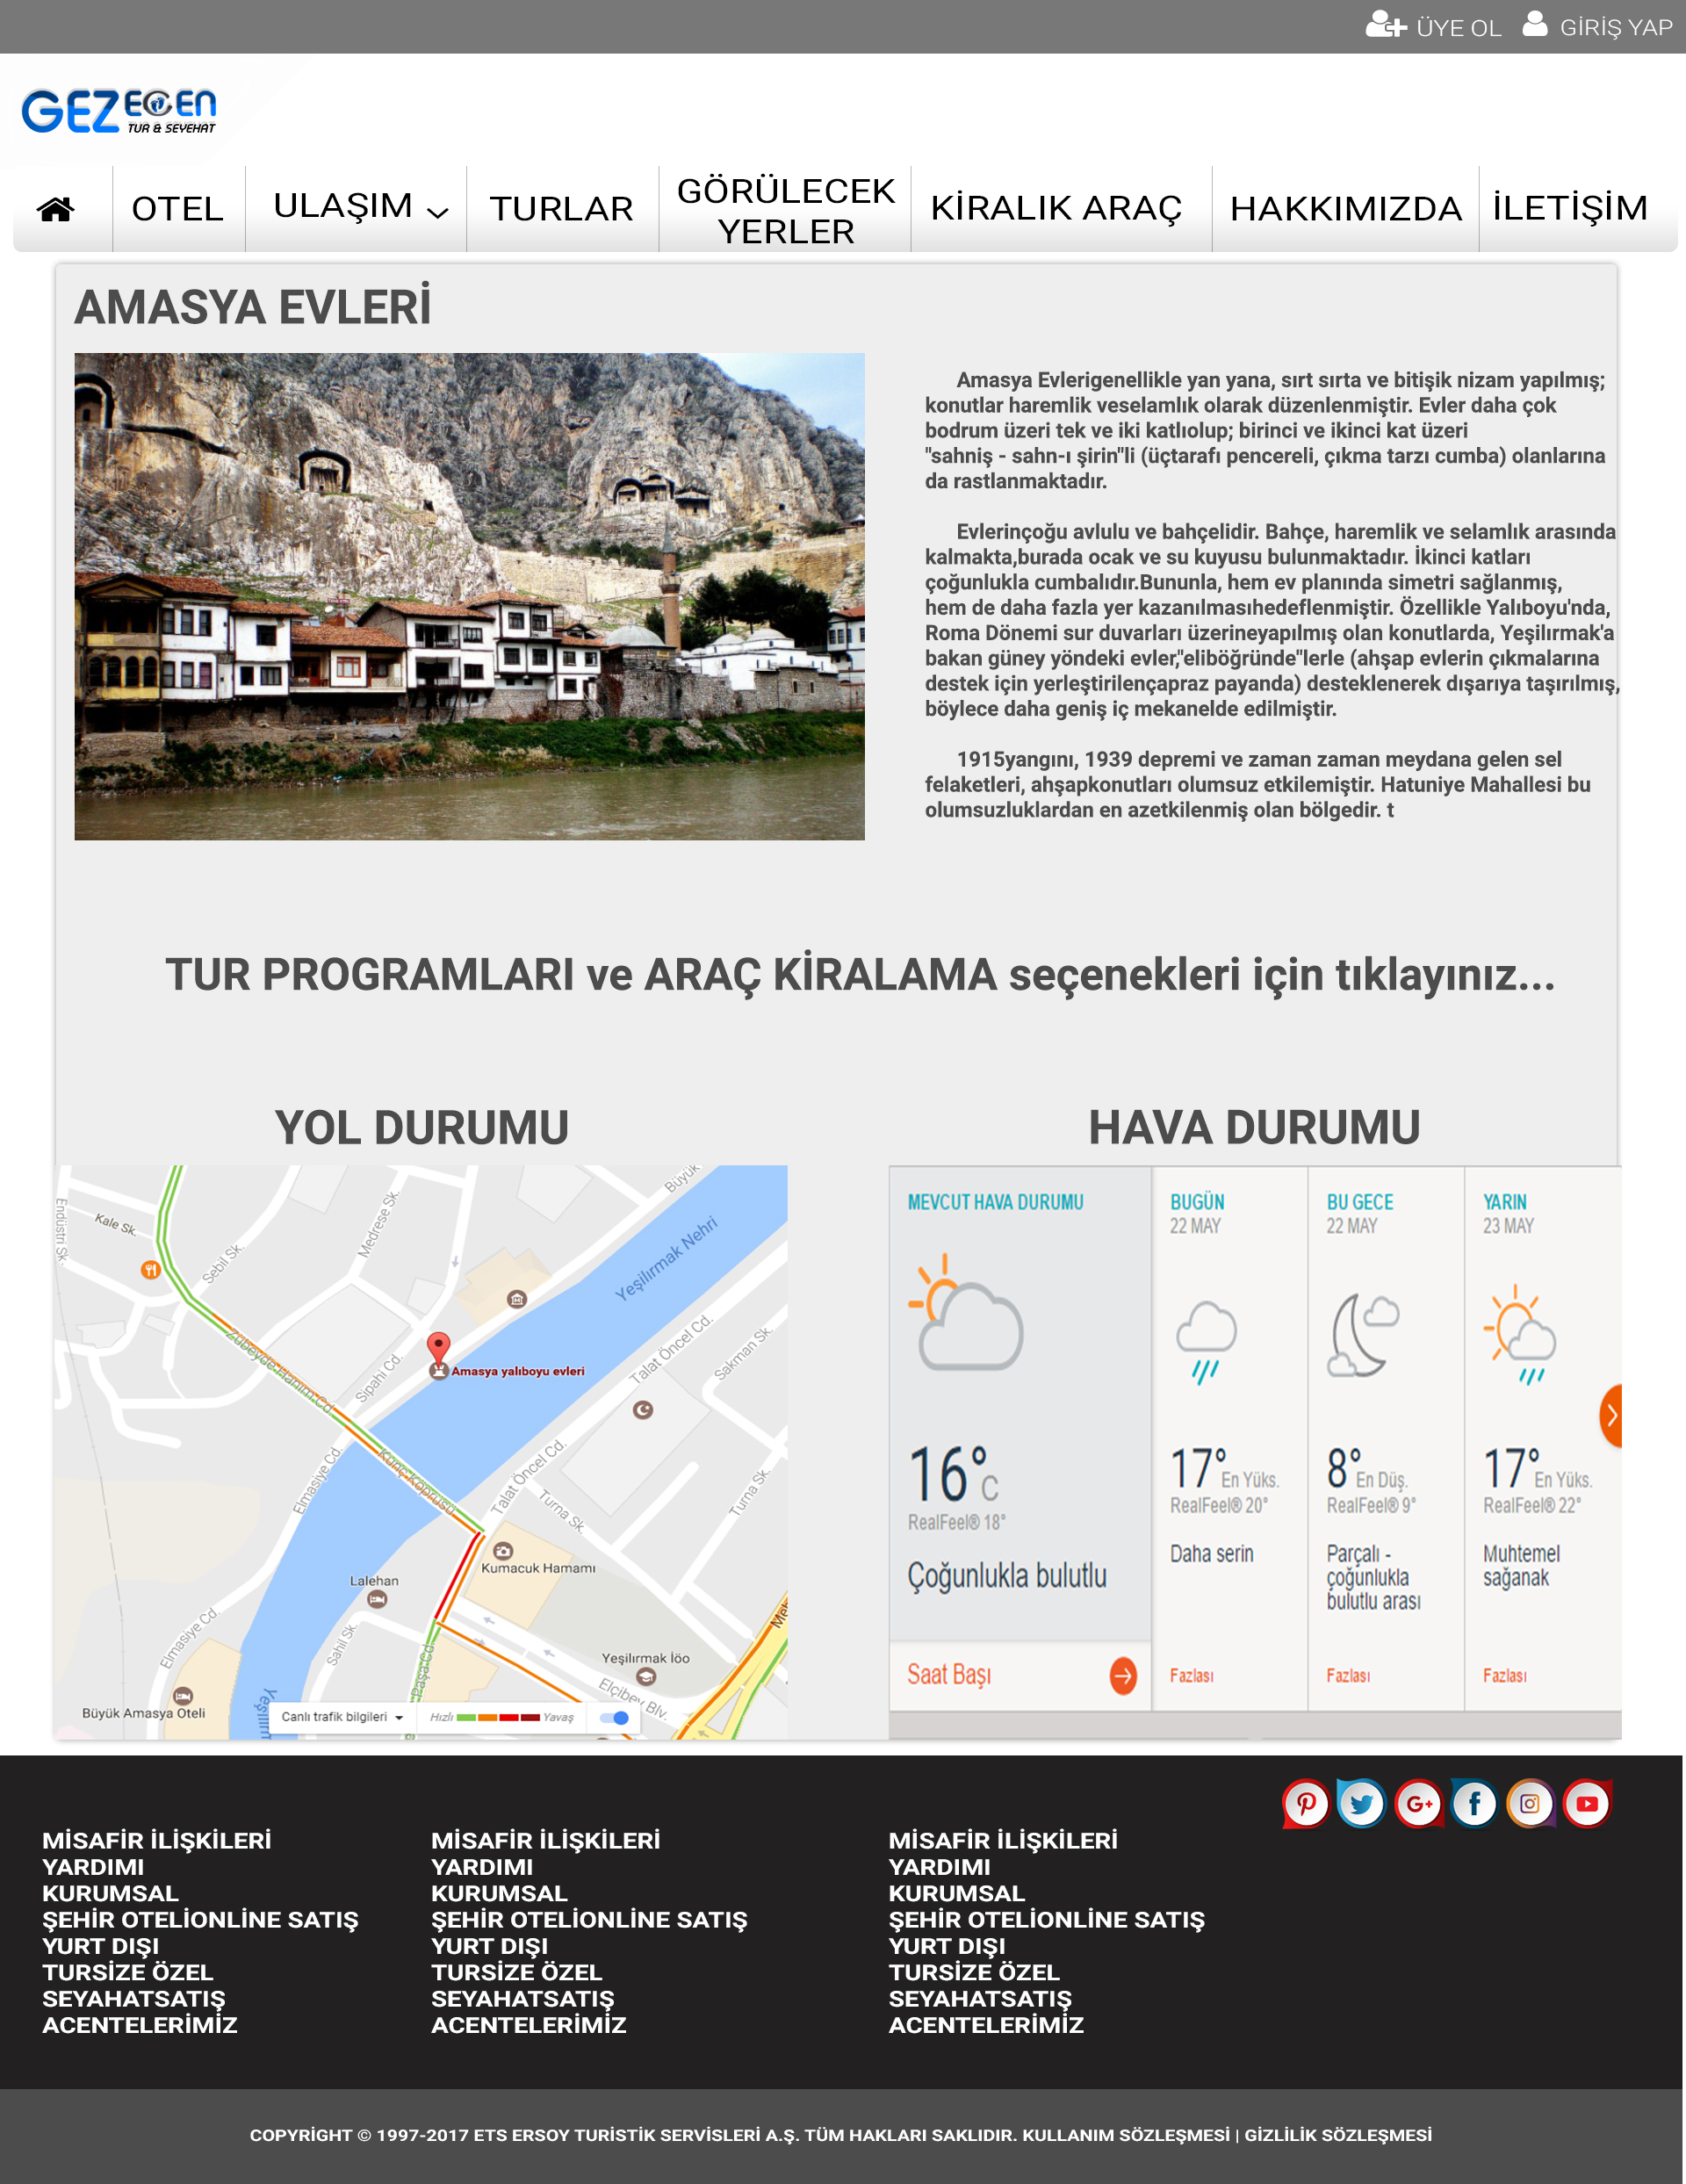 ÜYE OL GİRİŞ YAP
GEZEGEN
TUR & SEYEHAT
OTEL
ULAŞIM
TURLAR
GÖRÜLECEK
YERLER
KİRALIK ARAÇ
HAKKIMIZDA
İLETİŞİM
AMASYA EVLERİ
Amasya Evlerigenellikle yan yana, sırt sırta ve bitişik nizam yapılmış;
konutlar haremlik veselamlık olarak düzenlenmiştir. Evler daha çok
bodrum üzeri tek ve iki katlıolup; birinci ve ikinci kat üzeri
"sahniş - sahn-ı şirin"li (üçtarafı pencereli, çıkma tarzı cumba) olanlarına
da rastlanmaktadır.
Evlerinçoğu avlulu ve bahçelidir. Bahçe, haremlik ve selamlık arasında
kalmakta,burada ocak ve su kuyusu bulunmaktadır. İkinci katları
çoğunlukla cumbalıdır.Bununla, hem ev planında simetri sağlanmış,
hem de daha fazla yer kazanılmasıhedeflenmiştir. Özellikle Yalıboyu'nda,
Roma Dönemi sur duvarları üzerineyapılmış olan konutlarda, Yeşilırmak'a
bakan güney yöndeki evler,"eliböğründe"lerle (ahşap evlerin çıkmalarına
destek için yerleştirilençapraz payanda) desteklenerek dışarıya taşırılmış,
böylece daha geniş iç mekanelde edilmiştir.
1915yangını, 1939 depremi ve zaman zaman meydana gelen sel
felaketleri, ahşapkonutları olumsuz etkilemiştir. Hatuniye Mahallesi bu
olumsuzluklardan en azetkilenmiş olan bölgedir. t
TUR PROGRAMLARI ve ARAÇ KİRALAMA seçenekleri için tıklayınız...
YOL DURUMU
Endüstri Sk.
Kale Sk.
Sebil Sk.
Medrese Sk.
Büyük
Yeşilırmak Nehri
Zübeyde Hanım Cd.
Sipahi Cd.
Amasya yalıboyu evleri
Talat Öncel Cd.
Sakman Sk.
Elmasiye Cd.
Kunç Köprüsü
Talat Öncel Cd.
Turna Sk.
Turna Sk.
Kumacuk Hamamı
Lalehan
Elmasiye Cd.
Sahil Sk.
Paşa Cd.
Yeşilırmak İöo
Elçibey Blv.
Büyük Amasya Oteli
Canlı trafik bilgileri
Hızlı Yavaş
HAVA DURUMU
MEVCUT HAVA DURUMU
16°C
RealFeel® 18°
Çoğunlukla bulutlu
Saat Başı
BUGÜN
22 MAY
17° En Yüks.
RealFeel® 20°
Daha serin
Fazlası
BU GECE
22 MAY
8° En Düş.
RealFeel® 9°
Parçalı -
çoğunlukla
bulutlu arası
Fazlası
YARIN
23 MAY
17° En Yüks.
RealFeel® 22°
Muhtemel
sağanak
Fazlası
MİSAFİR İLİŞKİLERİ
YARDIMI
KURUMSAL
ŞEHİR OTELİONLİNE SATIŞ
YURT DIŞI
TURSİZE ÖZEL
SEYAHATSATIŞ
ACENTELERİMİZ
MİSAFİR İLİŞKİLERİ
YARDIMI
KURUMSAL
ŞEHİR OTELİONLİNE SATIŞ
YURT DIŞI
TURSİZE ÖZEL
SEYAHATSATIŞ
ACENTELERİMİZ
MİSAFİR İLİŞKİLERİ
YARDIMI
KURUMSAL
ŞEHİR OTELİONLİNE SATIŞ
YURT DIŞI
TURSİZE ÖZEL
SEYAHATSATIŞ
ACENTELERİMİZ
COPYRİGHT © 1997-2017 ETS ERSOY TURİSTİK SERVİSLERİ A.Ş. TÜM HAKLARI SAKLIDIR. KULLANIM SÖZLEŞMESİ | GİZLİLİK SÖZLEŞMESİ